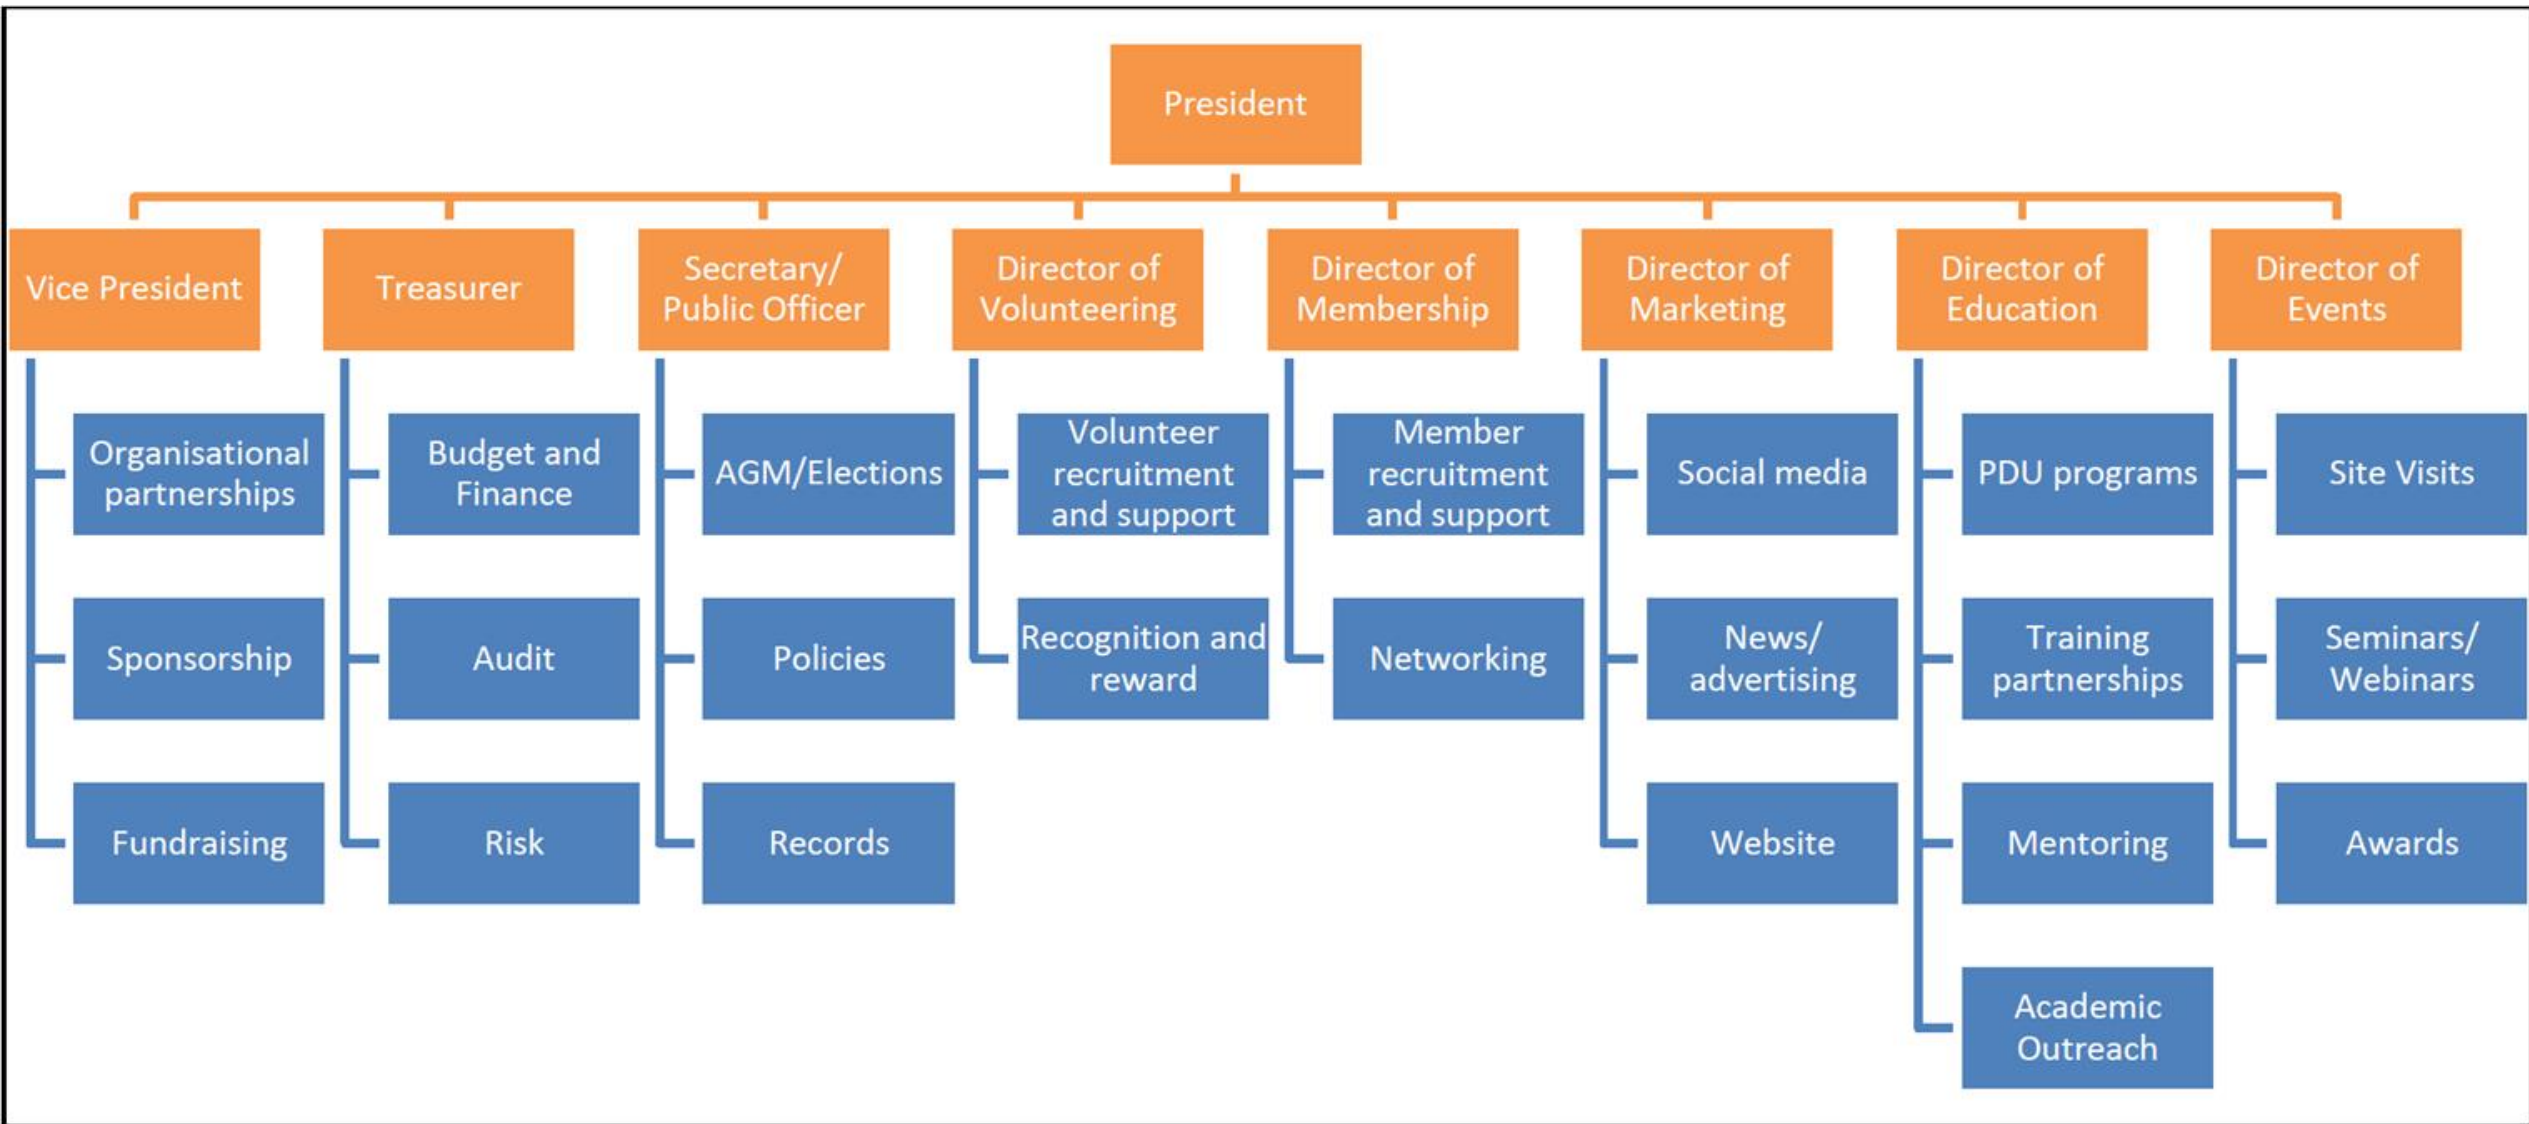 President
Vice President
Treasurer
Secretary/
Public Officer
Director of
Volunteering
Director of
Membership
Director of
Marketing
Director of
Education
Director of
Events
Organisational
partnerships
Sponsorship
Fundraising
Budget and
Finance
Audit
Risk
AGM/Elections
Policies
Records
Volunteer
recruitment
and support
Recognition and
reward
Member
recruitment
and support
Networking
Social media
News/
advertising
Website
PDU programs
Training
partnerships
Mentoring
Academic
Outreach
Site Visits
Seminars/
Webinars
Awards